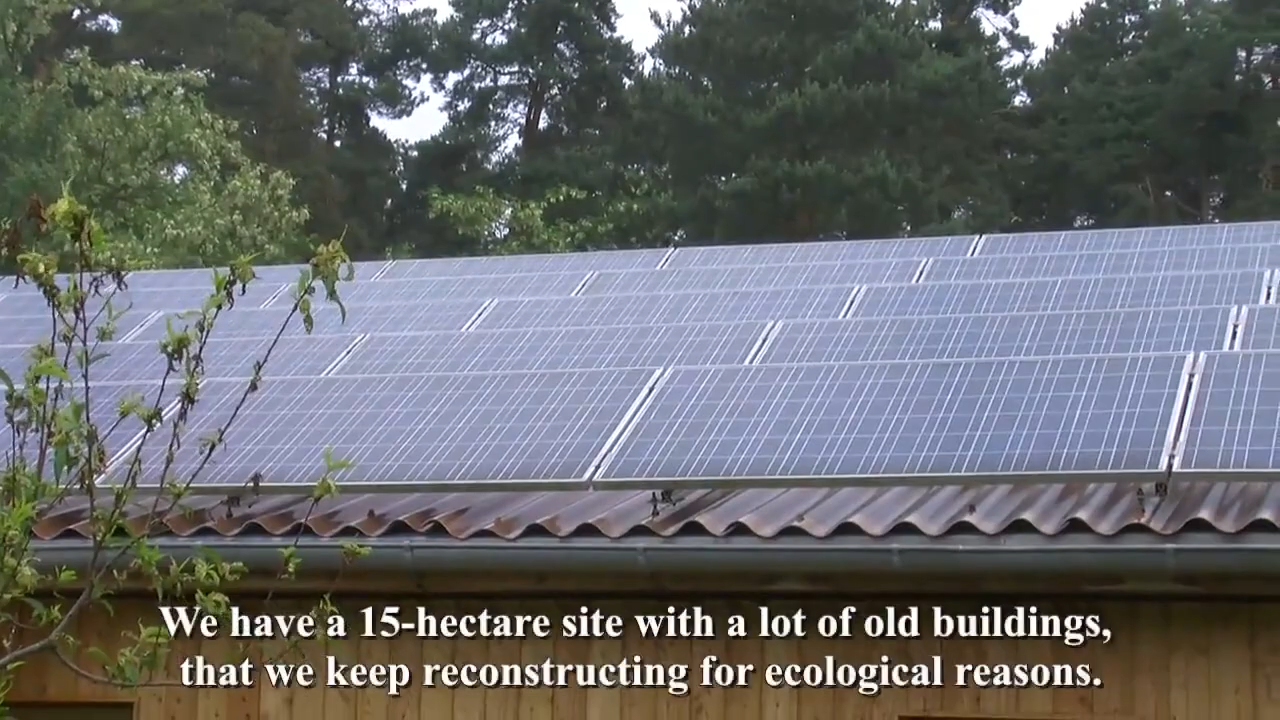 We have a 15-hectare site with a lot of old buildings,
that we keep reconstructing for ecological reasons.